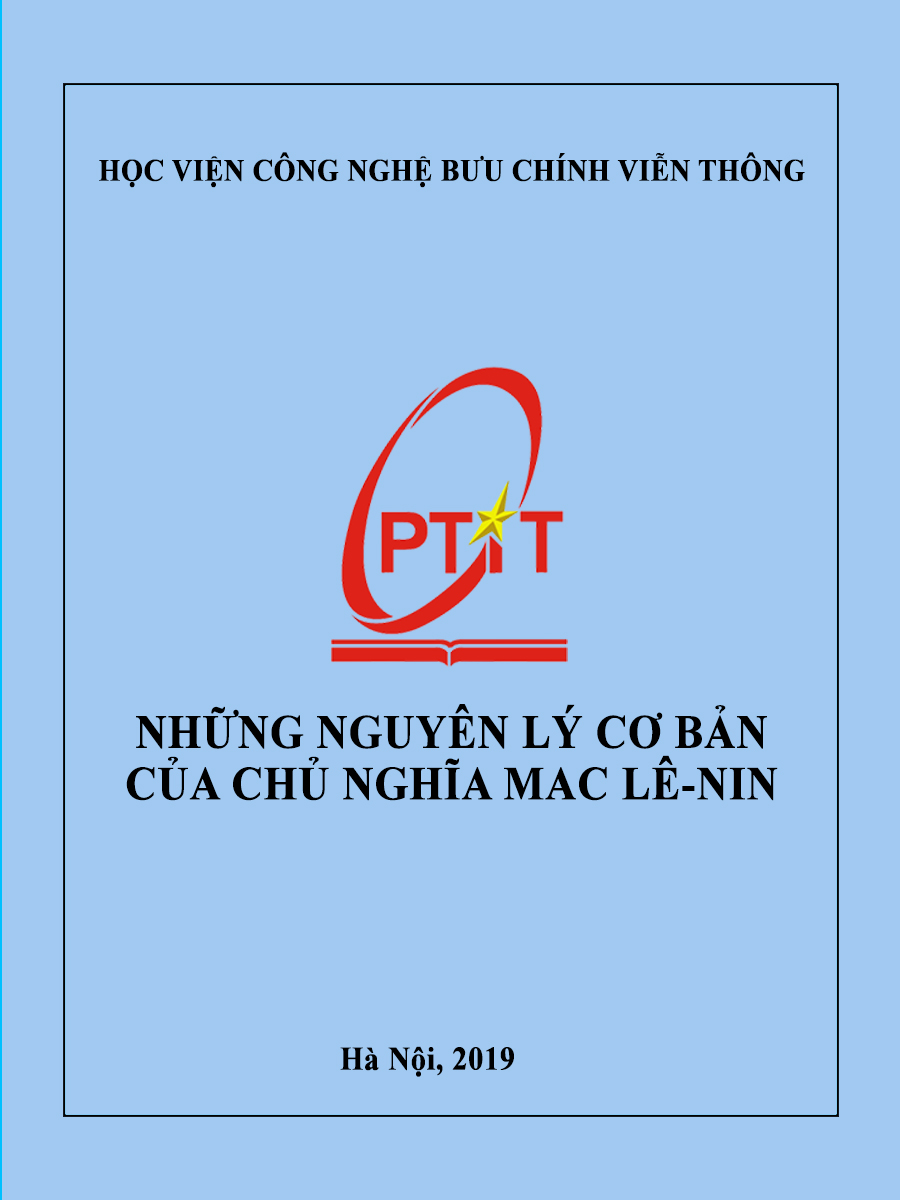 HỌC VIỆN CÔNG NGHỆ BƯU CHÍNH VIỄN THÔNG
PTIT
NHỮNG NGUYÊN LÝ CƠ BẢN
CỦA CHỦ NGHĨA MAC LÊ-NIN
Hà Nội, 2019